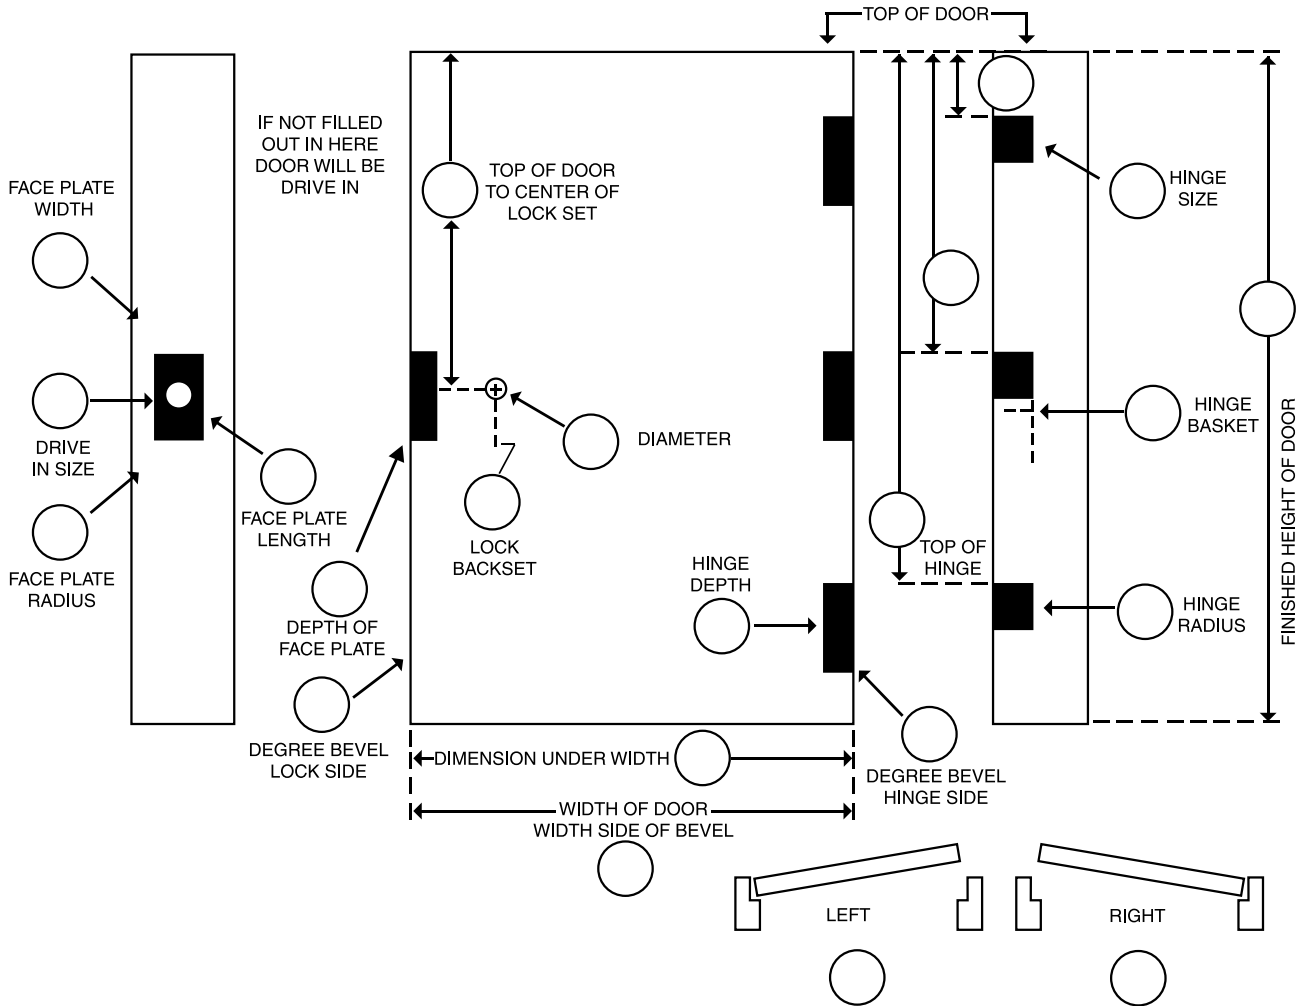 TOP OF DOOR
IF NOT FILLED
OUT IN HERE
DOOR WILL BE
DRIVE IN
TOP OF DOOR
TO CENTER OF
LOCK SET
FACE PLATE
WIDTH
HINGE
SIZE
DRIVE
IN SIZE
DIAMETER
HINGE
BASKET
FINISHED HEIGHT OF DOOR
FACE PLATE
LENGTH
LOCK
BACKSET
TOP OF
HINGE
FACE PLATE
RADIUS
HINGE
DEPTH
HINGE
RADIUS
DEPTH OF
FACE PLATE
DEGREE BEVEL
LOCK SIDE
DIMENSION UNDER WIDTH
DEGREE BEVEL
HINGE SIDE
WIDTH OF DOOR
WIDTH SIDE OF BEVEL
LEFT
RIGHT